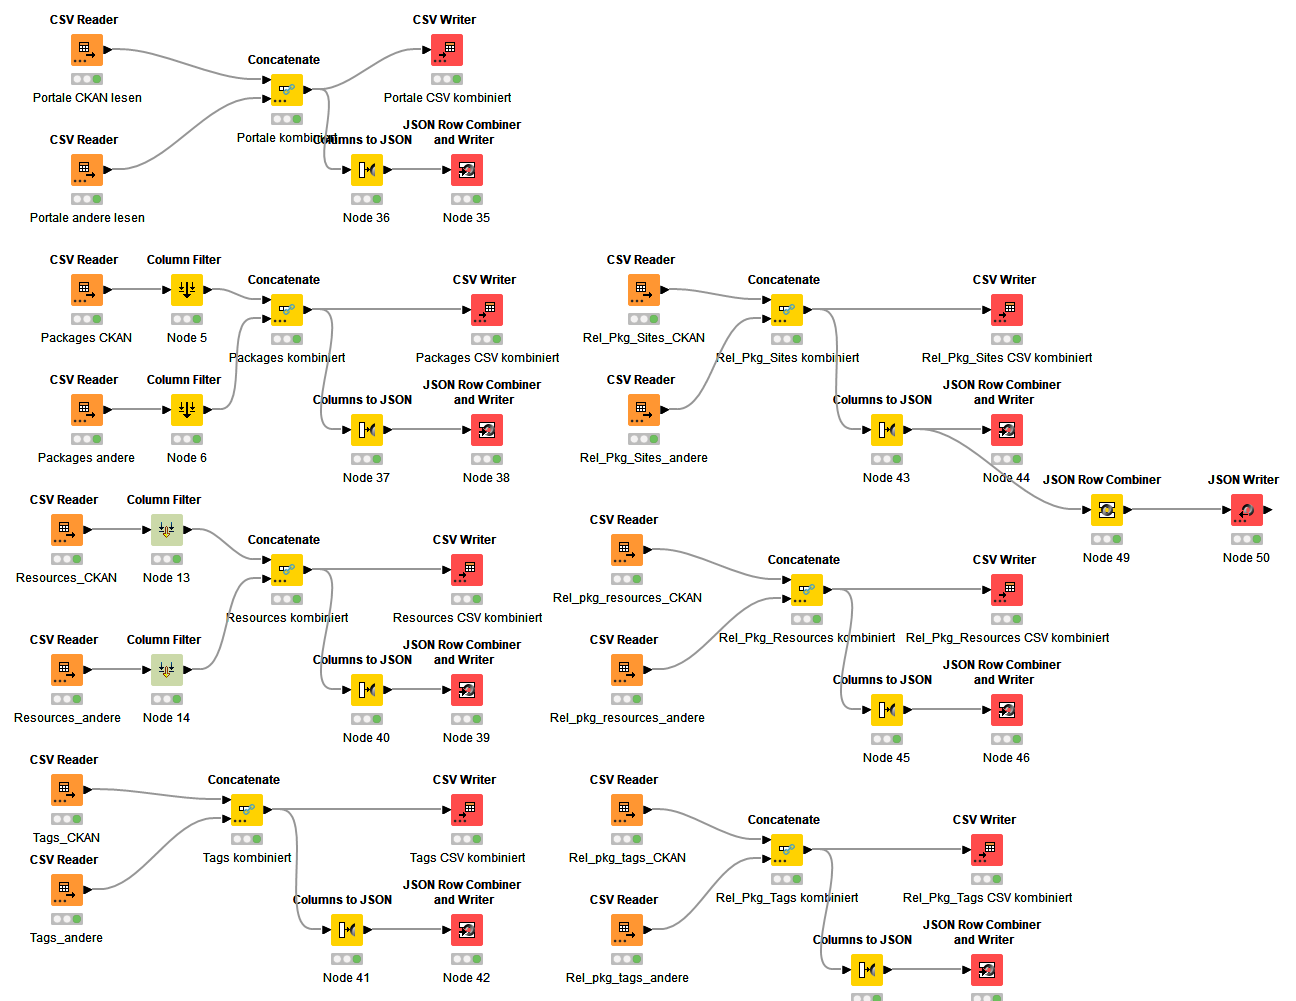 CSV Reader
Portale CKAN lesen
CSV Reader
Portale andere lesen
Concatenate
Portale kombiniert
CSV Writer
Portale CSV kombiniert
Columns to JSON
Node 36
JSON Row Combiner
and Writer
Node 35
CSV Reader
Packages CKAN
Column Filter
Node 5
CSV Reader
Packages andere
Column Filter
Node 6
Concatenate
Packages kombiniert
CSV Writer
Packages CSV kombiniert
Columns to JSON
Node 37
JSON Row Combiner
and Writer
Node 38
CSV Reader
Rel_Pkg_Sites_CKAN
CSV Reader
Rel_Pkg_Sites_andere
Concatenate
Rel_Pkg_Sites kombiniert
CSV Writer
Rel_Pkg_Sites CSV kombiniert
Columns to JSON
Node 43
JSON Row Combiner
and Writer
Node 44
JSON Row Combiner
Node 49
JSON Writer
Node 50
CSV Reader
Resources_CKAN
Column Filter
Node 13
CSV Reader
Resources_andere
Column Filter
Node 14
Concatenate
Resources kombiniert
CSV Writer
Resources CSV kombiniert
Columns to JSON
Node 40
JSON Row Combiner
and Writer
Node 39
CSV Reader
Rel_pkg_resources_CKAN
CSV Reader
Rel_pkg_resources_andere
Concatenate
Rel_Pkg_Resources kombiniert
CSV Writer
Rel_Pkg_Resources CSV kombiniert
Columns to JSON
Node 45
JSON Row Combiner
and Writer
Node 46
CSV Reader
Tags_CKAN
CSV Reader
Tags_andere
Concatenate
Tags kombiniert
CSV Writer
Tags CSV kombiniert
Columns to JSON
Node 41
JSON Row Combiner
and Writer
Node 42
CSV Reader
Rel_pkg_tags_CKAN
CSV Reader
Rel_pkg_tags_andere
Concatenate
Rel_Pkg_Tags kombiniert
CSV Writer
Rel_Pkg_Tags CSV kombiniert
Columns to JSON
JSON Row Combiner
and Writer